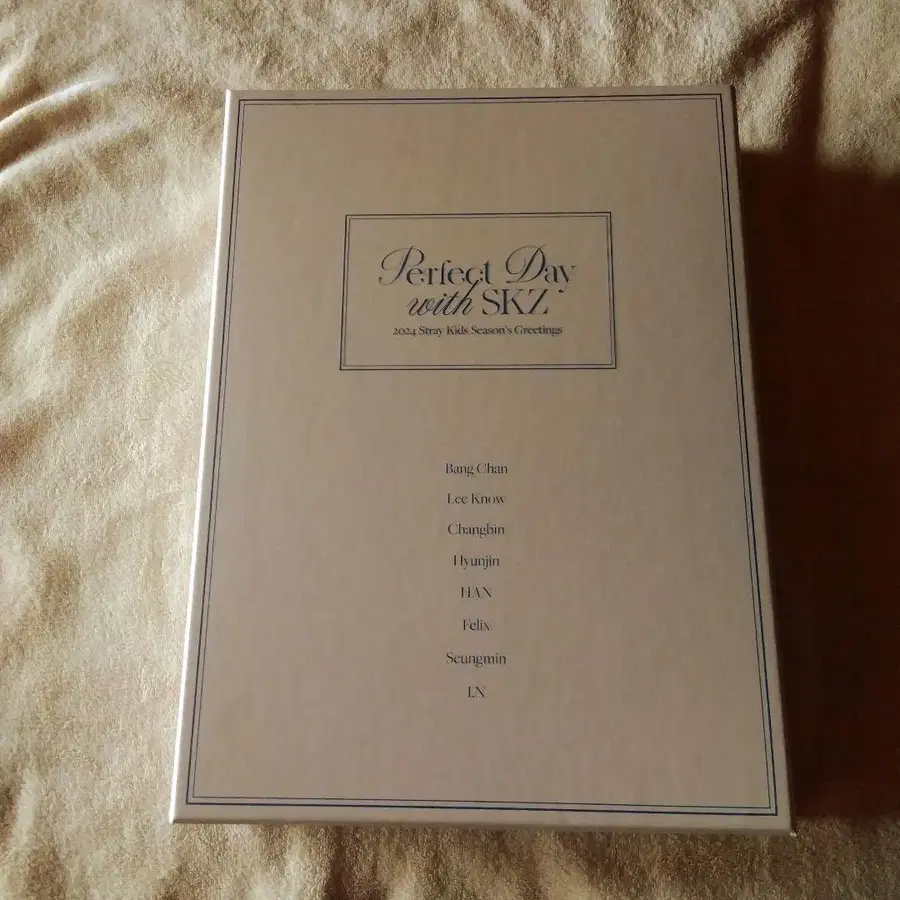 Perfect Day
with SKZ
2024 Stray Kids Season's Greetings
Bang Chan
Lee Know
Changbin
Hyunjin
HAN
Felix
Seungmin
I.N